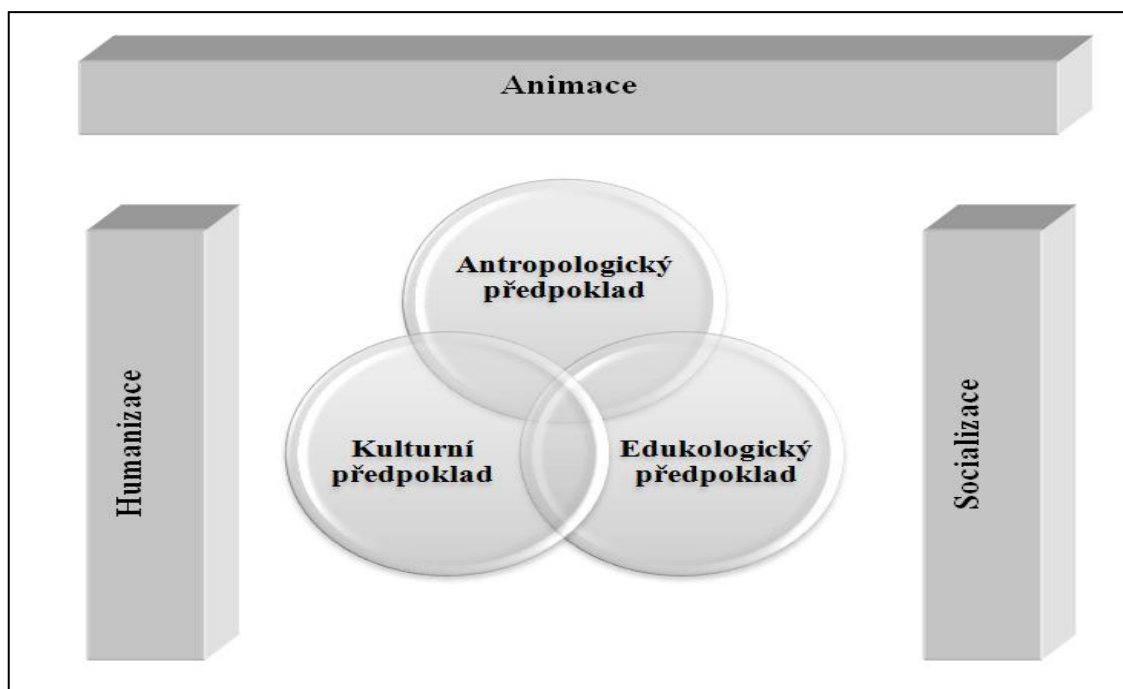 Animace
Humanizace
Antropologický
předpoklad
Kulturní
předpoklad
Edukologický
předpoklad
Socializace